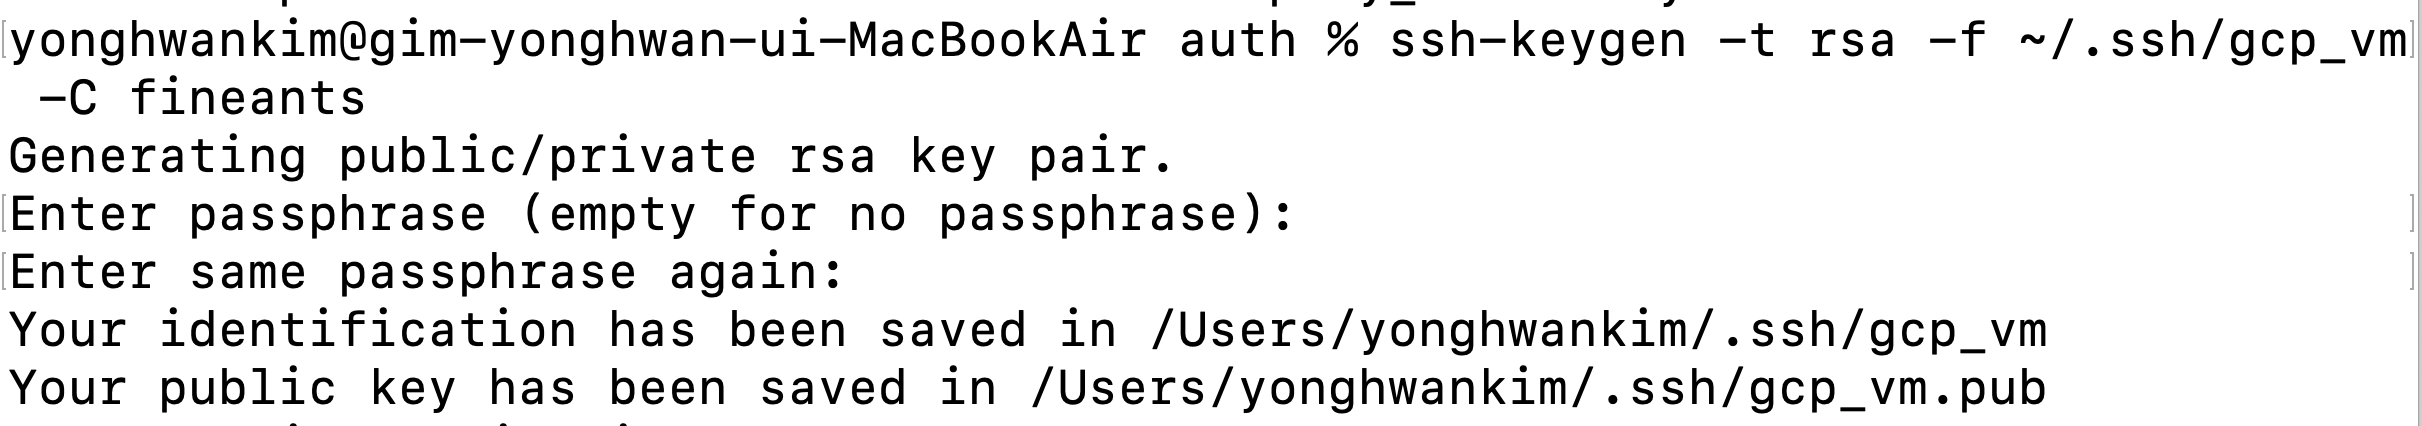 yonghwankim@gim-yonghwan-ui-MacBookAir auth % ssh-keygen -t rsa -f ~/.ssh/gcp_vm
-C fineants
Generating public/private rsa key pair.
Enter passphrase (empty for no passphrase):
Enter same passphrase again:
Your identification has been saved in /Users/yonghwankim/.ssh/gcp_vm
Your public key has been saved in /Users/yonghwankim/.ssh/gcp_vm.pub